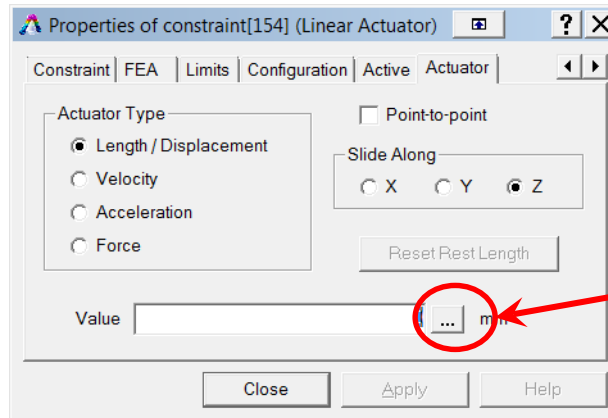 Properties of constraint[154] (Linear Actuator) ? X
Constraint FEA Limits Configuration Active Actuator
Actuator Type
Point-to-point
Length / Displacement
Slide Along
Velocity
X Y Z
Acceleration
Force
Reset Rest Length
Value ... mm
Close Apply Help